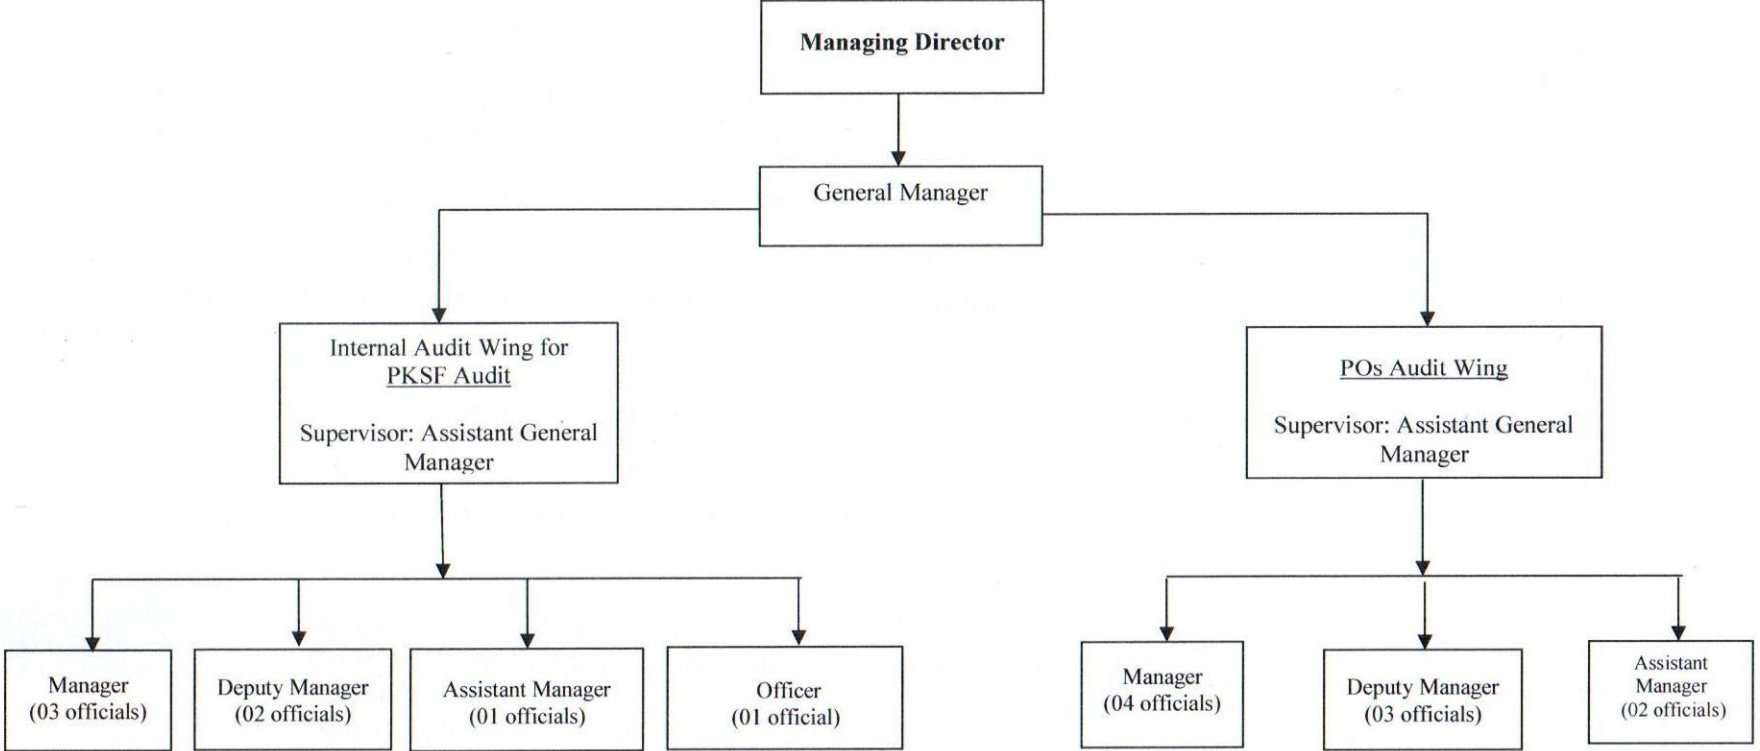 Managing Director
General Manager
Internal Audit Wing for
PKSF Audit
Supervisor: Assistant General
Manager
POs Audit Wing
Supervisor: Assistant General
Manager
Manager
(03 officials)
Deputy Manager
(02 officials)
Assistant Manager
(01 officials)
Officer
(01 official)
Manager
(04 officials)
Deputy Manager
(03 officials)
Assistant
Manager
(02 officials)